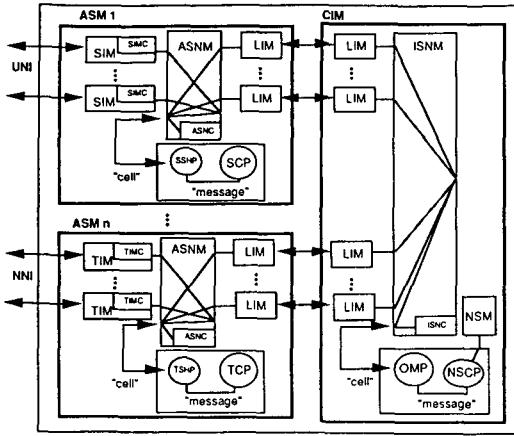 ASM 1
CIM
UNI
SIM
SIMC
ASNM
LIM
LIM
ISNM
SIM
SIMC
LIM
LIM
ASNC
"cell"
SSHP
SCP
"message"
ASM n
NNI
TIM
TIMC
ASNM
LIM
LIM
TIM
TIMC
LIM
LIM
ASNC
ISNC
NSM
"cell"
TSHP
TCP
"message"
"cell"
OMP
NSCP
"message"